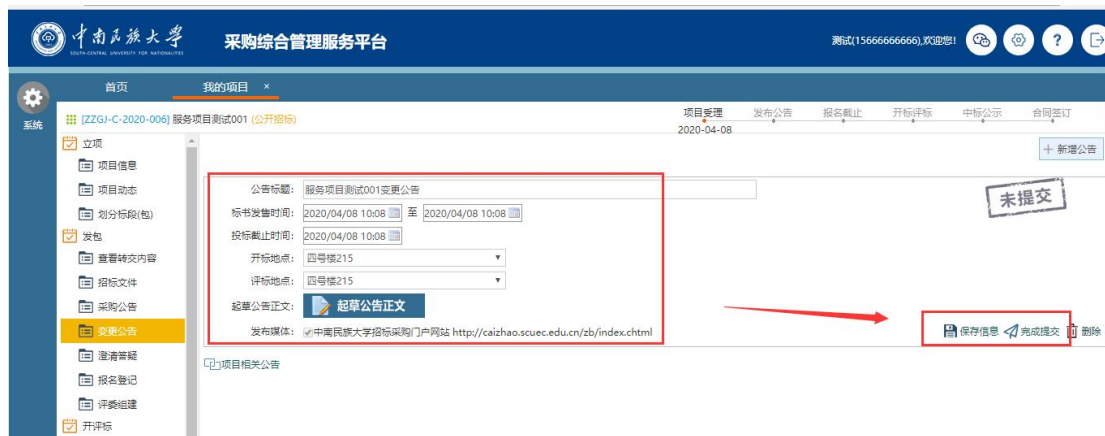 中南民族大学
SOUTH-CENTRAL UNIVERSITY FOR NATIONALITIES
采购综合管理服务平台
测试(15666666666),欢迎您!
系统
首页
我的项目 ×
[ZZGJ-C-2020-006] 服务项目测试001 (公开招标)
项目受理 发布公告 报名截止 开标评标 中标公示 合同签订
2020-04-08
立项
项目信息
项目动态
划分标段(包)
发包
查看转交内容
招标文件
采购公告
变更公告
澄清答疑
报名登记
评委组建
开评标
+ 新增公告
公告标题: 服务项目测试001变更公告
标书发售时间: 2020/04/08 10:08 至 2020/04/08 10:08
投标截止时间: 2020/04/08 10:08
开标地点: 四号楼215
评标地点: 四号楼215
起草公告正文: 起草公告正文
发布媒体: 中南民族大学招标采购门户网站 http://caizhao.scuec.edu.cn/zb/index.chtml
未提交
保存信息 完成提交 删除
项目相关公告